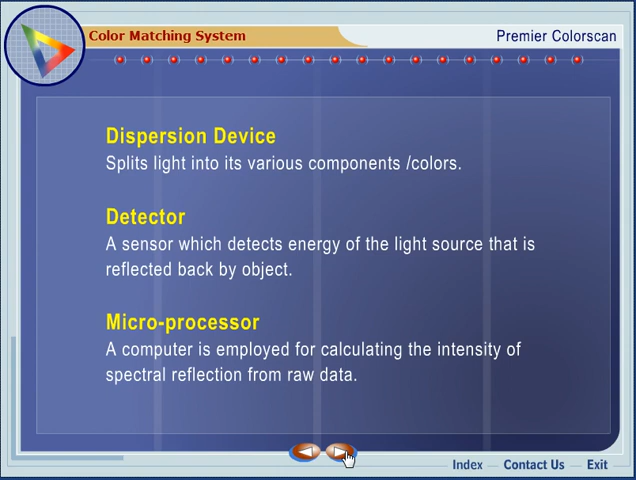 Color Matching System
Premier Colorscan
Dispersion Device
Splits light into its various components /colors.
Detector
A sensor which detects energy of the light source that is
reflected back by object.
Micro-processor
A computer is employed for calculating the intensity of
spectral reflection from raw data.
Index — Contact Us — Exit